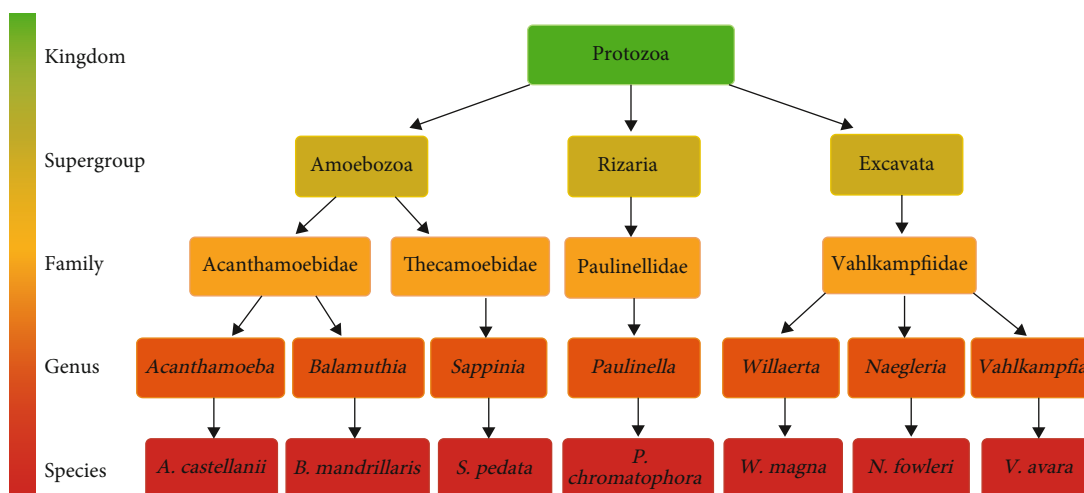 Kingdom
Protozoa
Supergroup
Amoebozoa
Rizaria
Excavata
Family
Acanthamoebidae
Thecamoebidae
Paulinellidae
Vahlkampfiidae
Genus
Acanthamoeba
Balamuthia
Sappinia
Paulinella
Willaerta
Naegleria
Vahlkampfia
Species
A. castellanii
B. mandrillaris
S. pedata
P.
chromatophora
W. magna
N. fowleri
V. avara